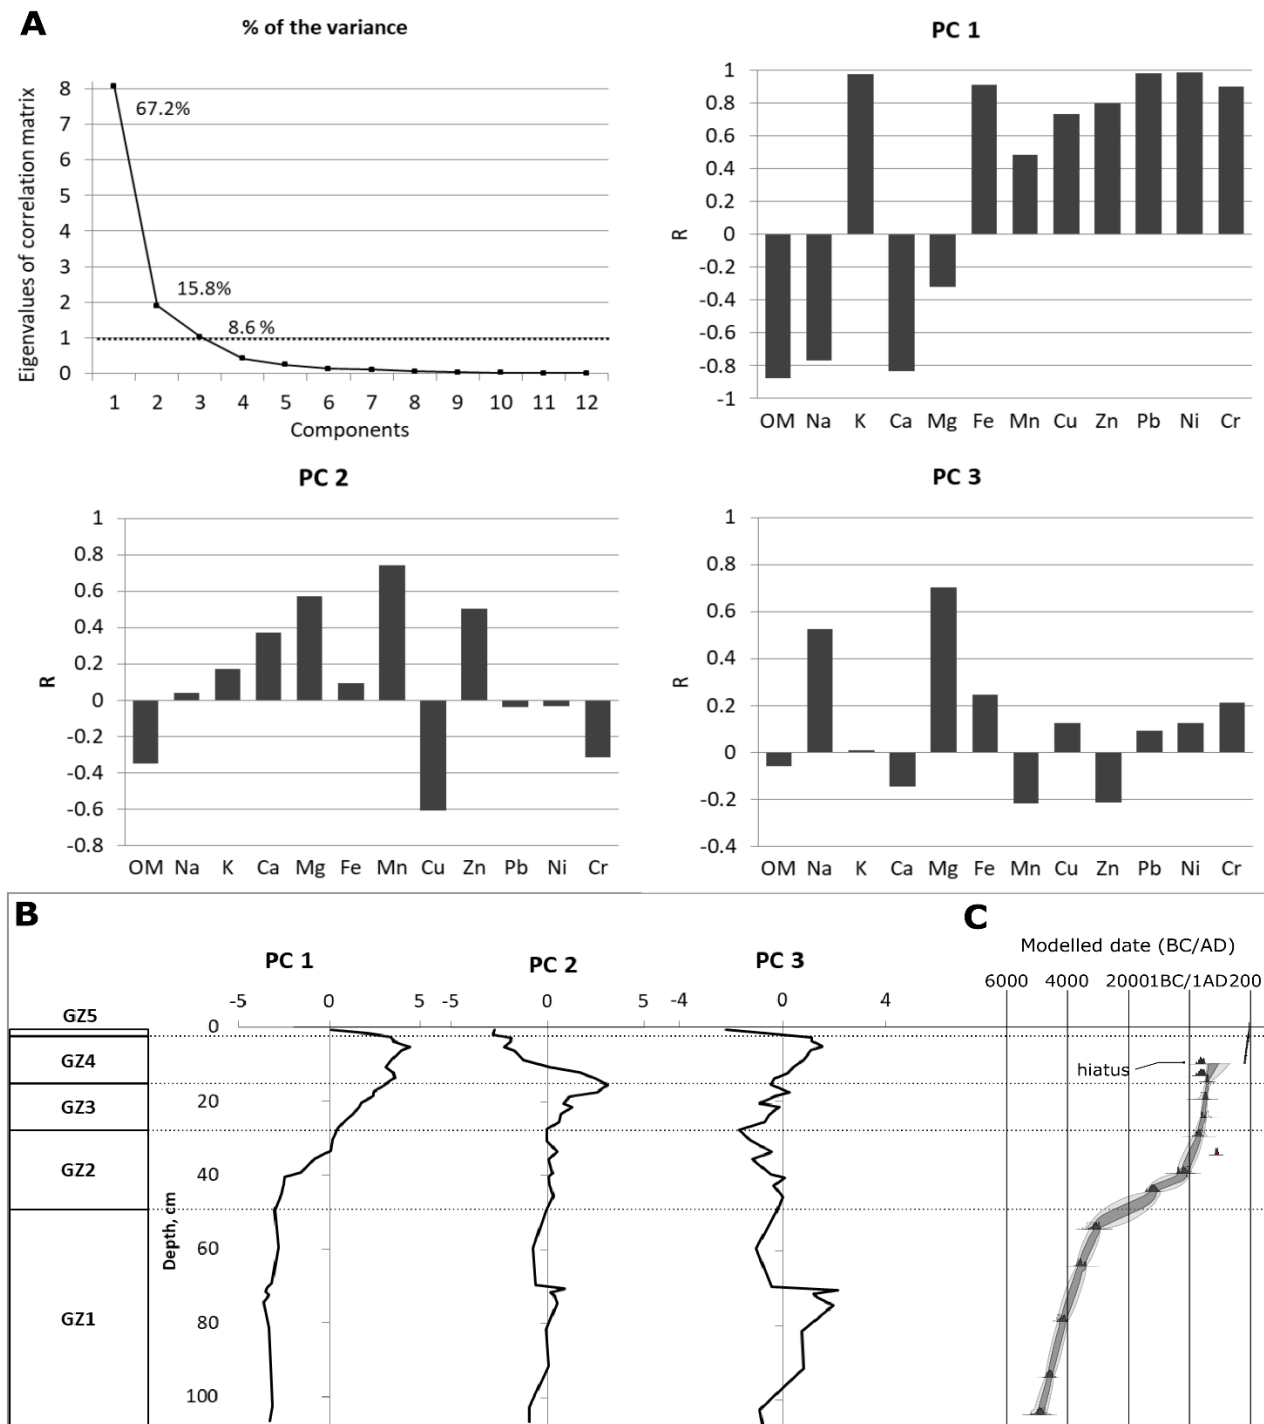 A
% of the variance
Eigenvalues of correlation matrix
8
7
6
5
4
3
2
1
0
67.2%
15.8%
8.6 %
1 2 3 4 5 6 7 8 9 10 11 12
Components
PC 1
R
1
0.8
0.6
0.4
0.2
0
-0.2
-0.4
-0.6
-0.8
-1
OM Na K Ca Mg Fe Mn Cu Zn Pb Ni Cr
PC 2
R
1
0.8
0.6
0.4
0.2
0
-0.2
-0.4
-0.6
-0.8
OM Na K Ca Mg Fe Mn Cu Zn Pb Ni Cr
PC 3
R
1
0.8
0.6
0.4
0.2
0
-0.2
-0.4
OM Na K Ca Mg Fe Mn Cu Zn Pb Ni Cr
B
PC 1
-5 0 5
PC 2
-5 0 5
PC 3
-4 0 4
GZ5
GZ4
GZ3
GZ2
GZ1
Depth, cm
0
20
40
60
80
100
C
Modelled date (BC/AD)
6000 4000 20001BC/1AD200
hiatus